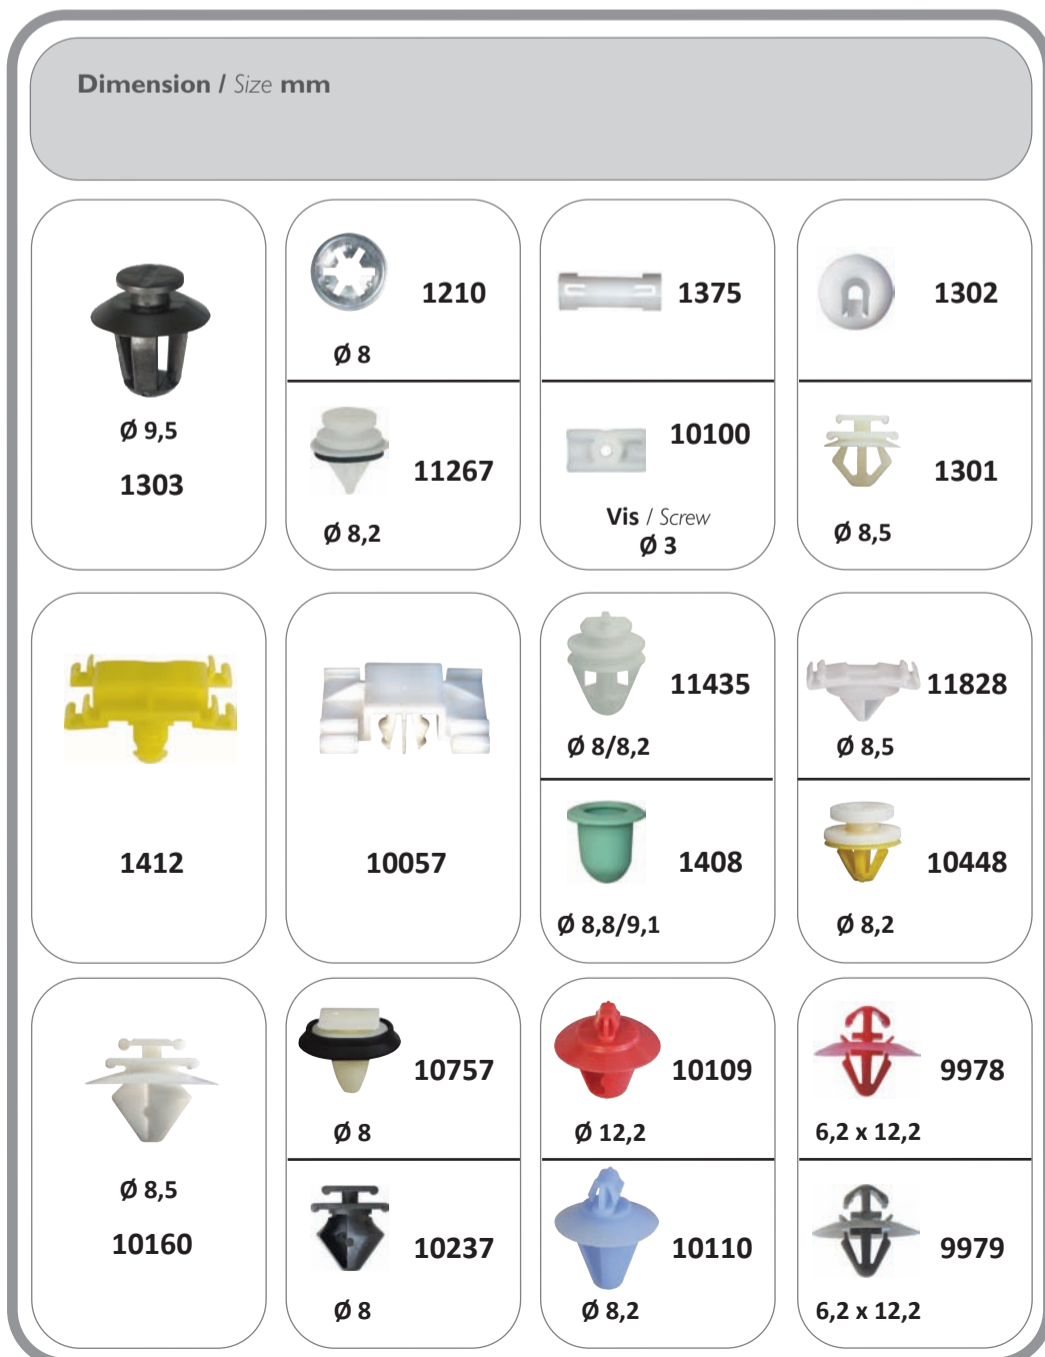 Dimension / Size mm
Ø 9,5
1303
1210
Ø 8
11267
Ø 8,2
1375
10100
Vis / Screw
Ø 3
1302
1301
Ø 8,5
1412
10057
11435
Ø 8/8,2
1408
Ø 8,8/9,1
11828
Ø 8,5
10448
Ø 8,2
Ø 8,5
10160
10757
Ø 8
10237
Ø 8
10109
Ø 12,2
10110
Ø 8,2
9978
6,2 x 12,2
9979
6,2 x 12,2